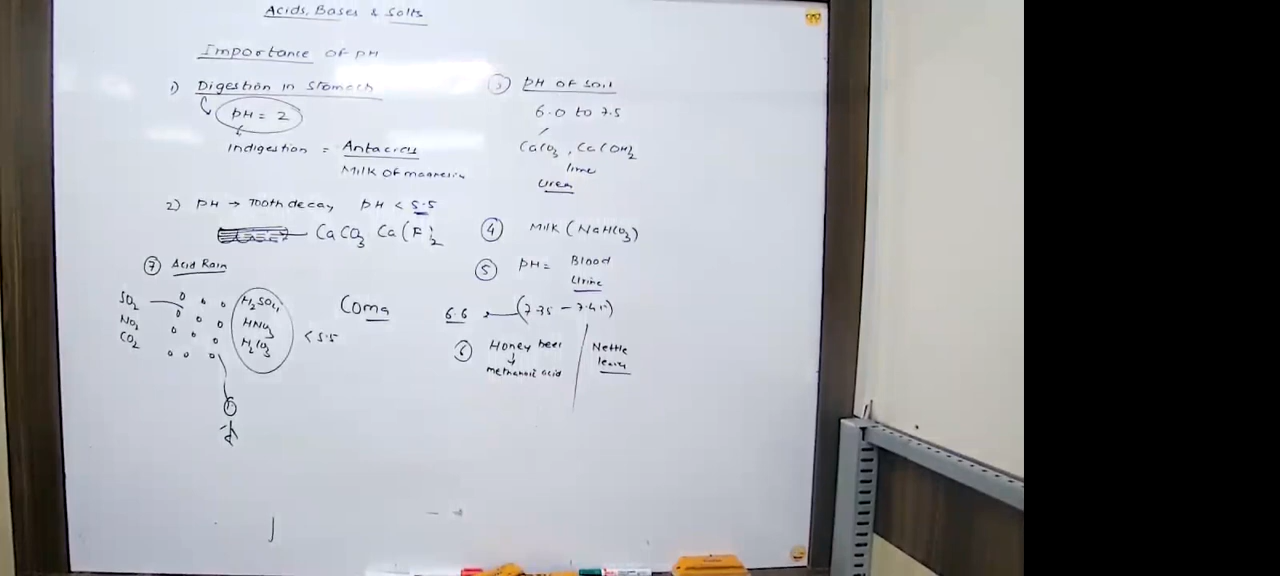 Acids, Bases & Salts
Importance of pH
1) Digestion in stomach
pH = 2
Indigestion = Antacids
Milk of magnesia
2) pH → Tooth decay pH < 5.5
CaCO3 Ca(F)2
7 Acid Rain
SO2
NO2
CO2
H2SO4
HNO3
H2CO3
< 5.5
Coma
3 pH of soil
6.0 to 7.5
CaCO3, Ca(OH)2
lime
Urea
4 Milk (NaHCO3)
5 pH = Blood
Urine
6.6 (7.35 - 7.45)
6 Honey bee
methanoic acid
Nettle
leaves